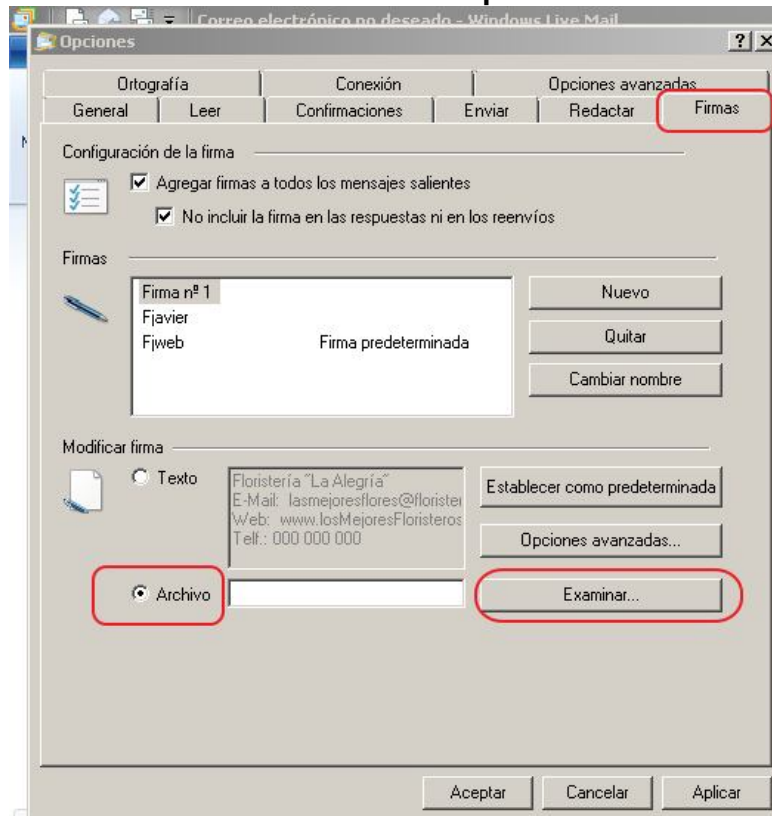 Correo electrónico no deseado - Windows Live Mail
Opciones
Ortografía Conexión Opciones avanzadas
General Leer Confirmaciones Enviar Redactar Firmas
Configuración de la firma
Agregar firmas a todos los mensajes salientes
No incluir la firma en las respuestas ni en los reenvíos
Firmas
Firma nº 1
Fjavier
Fjweb Firma predeterminada
Nuevo
Quitar
Cambiar nombre
Modificar firma
Texto
Floristería "La Alegría"
E-Mail: lasmejoresflores@florister
Web: www.losMejoresFloristeros
Telf.: 000 000 000
Establecer como predeterminada
Opciones avanzadas...
Archivo
Examinar...
Aceptar Cancelar Aplicar